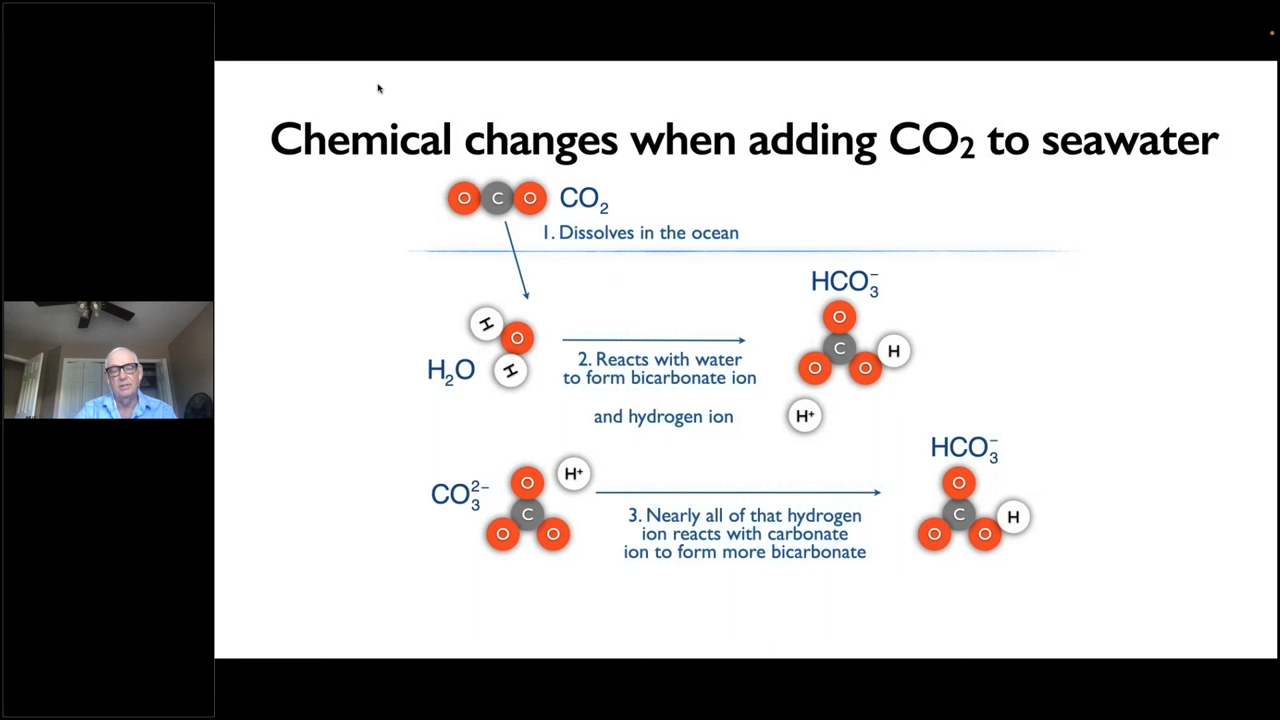 Chemical changes when adding CO₂ to seawater
O C O CO₂
1. Dissolves in the ocean
HCO₃⁻
H
O
O
H₂O
H
2. Reacts with water
to form bicarbonate ion
and hydrogen ion
C
H
O
O
H⁺
HCO₃⁻
CO₃²⁻
O
H⁺
C
O
O
3. Nearly all of that hydrogen
ion reacts with carbonate
ion to form more bicarbonate
O
C
H
O
O